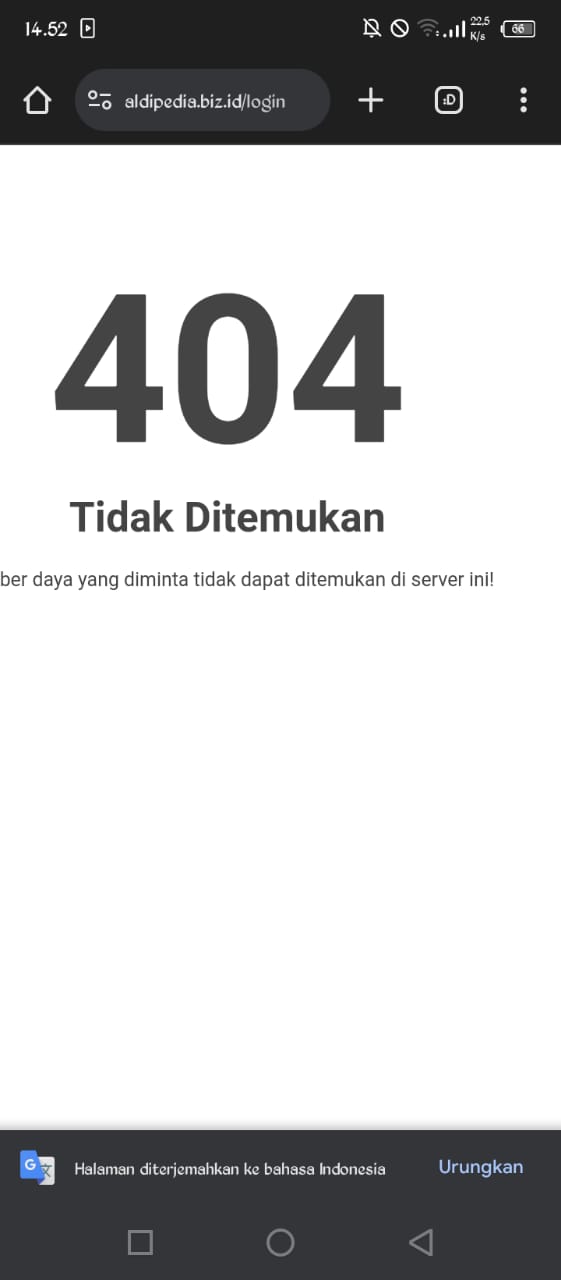 14.52
22,5
K/s
66
aldipedia.biz.id/login
:D
404
Tidak Ditemukan
ber daya yang diminta tidak dapat ditemukan di server ini!
G
文
Halaman diterjemahkan ke bahasa Indonesia
Urungkan